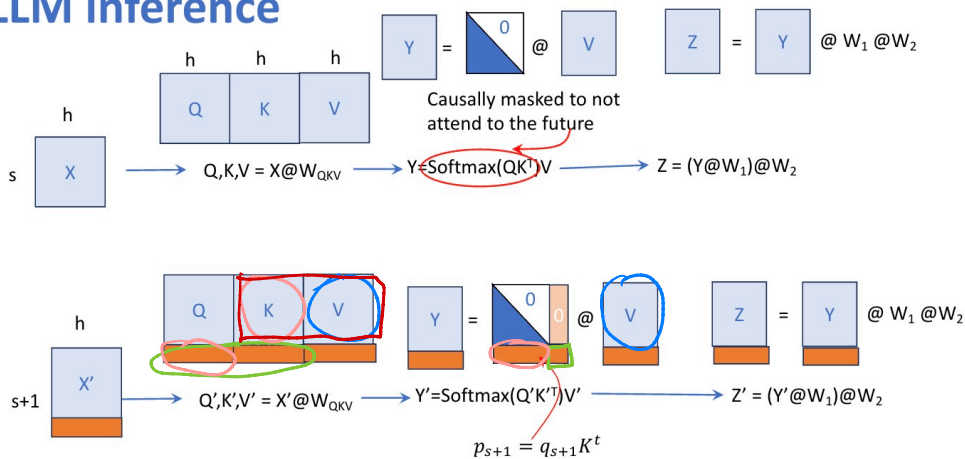 LLM Inference
Y = 0 @ V
Z = Y @ W₁ @W₂
h h h
Q K V
Causally masked to not
attend to the future
h
s X
Q,K,V = X@W_QKV
Y=Softmax(QKᵀ)V
Z = (Y@W₁)@W₂
Q K V
Y = 0 0 @ V
Z = Y @ W₁ @W₂
h
X'
s+1
Q',K',V' = X'@W_QKV
Y'=Softmax(Q'K'ᵀ)V'
Z' = (Y'@W₁)@W₂
p_{s+1} = q_{s+1}Kᵗ